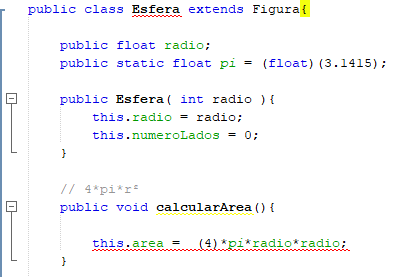 public class Esfera extends Figura{
public float radio;
public static float pi = (float)(3.1415);
public Esfera( int radio ){
this.radio = radio;
this.numeroLados = 0;
}
// 4*pi*r²
public void calcularArea(){
this.area =  (4)*pi*radio*radio;
}